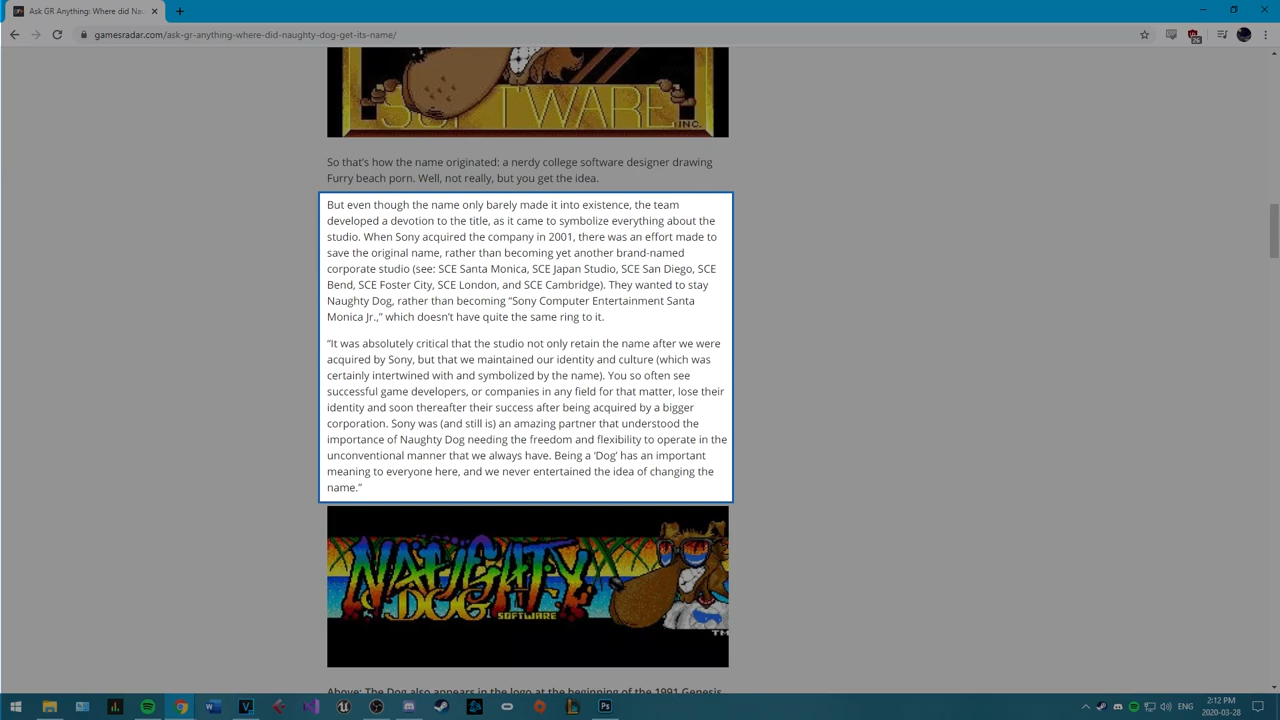 Ask GR Anything: Where did Nau
gamesradar.com/ask-gr-anything-where-did-naughty-dog-get-its-name/
26
SOFTWARE
INC.
So that's how the name originated: a nerdy college software designer drawing
Furry beach porn. Well, not really, but you get the idea.
But even though the name only barely made it into existence, the team
developed a devotion to the title, as it came to symbolize everything about the
studio. When Sony acquired the company in 2001, there was an effort made to
save the original name, rather than becoming yet another brand-named
corporate studio (see: SCE Santa Monica, SCE Japan Studio, SCE San Diego, SCE
Bend, SCE Foster City, SCE London, and SCE Cambridge). They wanted to stay
Naughty Dog, rather than becoming “Sony Computer Entertainment Santa
Monica Jr.,” which doesn’t have quite the same ring to it.
“It was absolutely critical that the studio not only retain the name after we were
acquired by Sony, but that we maintained our identity and culture (which was
certainly intertwined with and symbolized by the name). You so often see
successful game developers, or companies in any field for that matter, lose their
identity and soon thereafter their success after being acquired by a bigger
corporation. Sony was (and still is) an amazing partner that understood the
importance of Naughty Dog needing the freedom and flexibility to operate in the
unconventional manner that we always have. Being a ‘Dog’ has an important
meaning to everyone here, and we never entertained the idea of changing the
name.”
NAUGHTY
DOG
SOFTWARE
TM
Above: The Dog also appears in the logo at the beginning of the 1991 Genesis
ENG
2:12 PM
2020-03-28